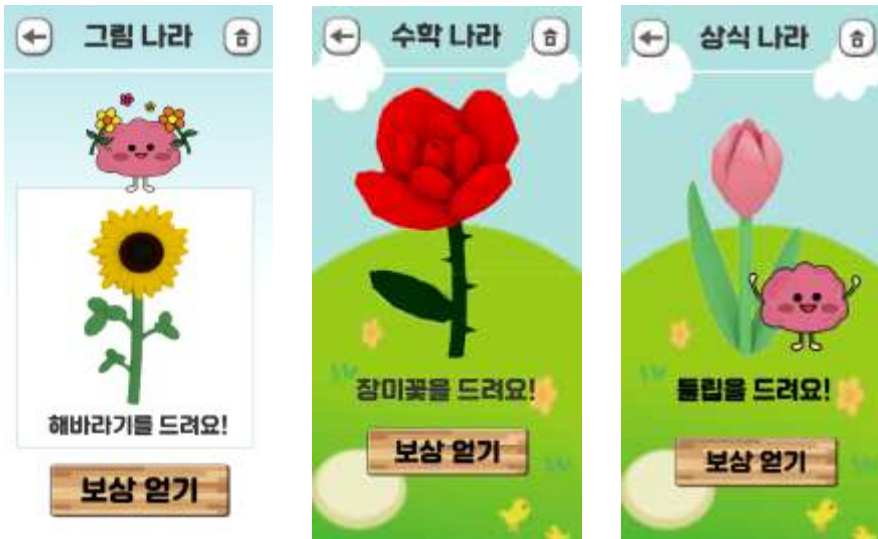 그림 나라
해바라기를 드려요!
보상 얻기
수학 나라
장미꽃을 드려요!
보상 얻기
상식 나라
튤립을 드려요!
보상 얻기